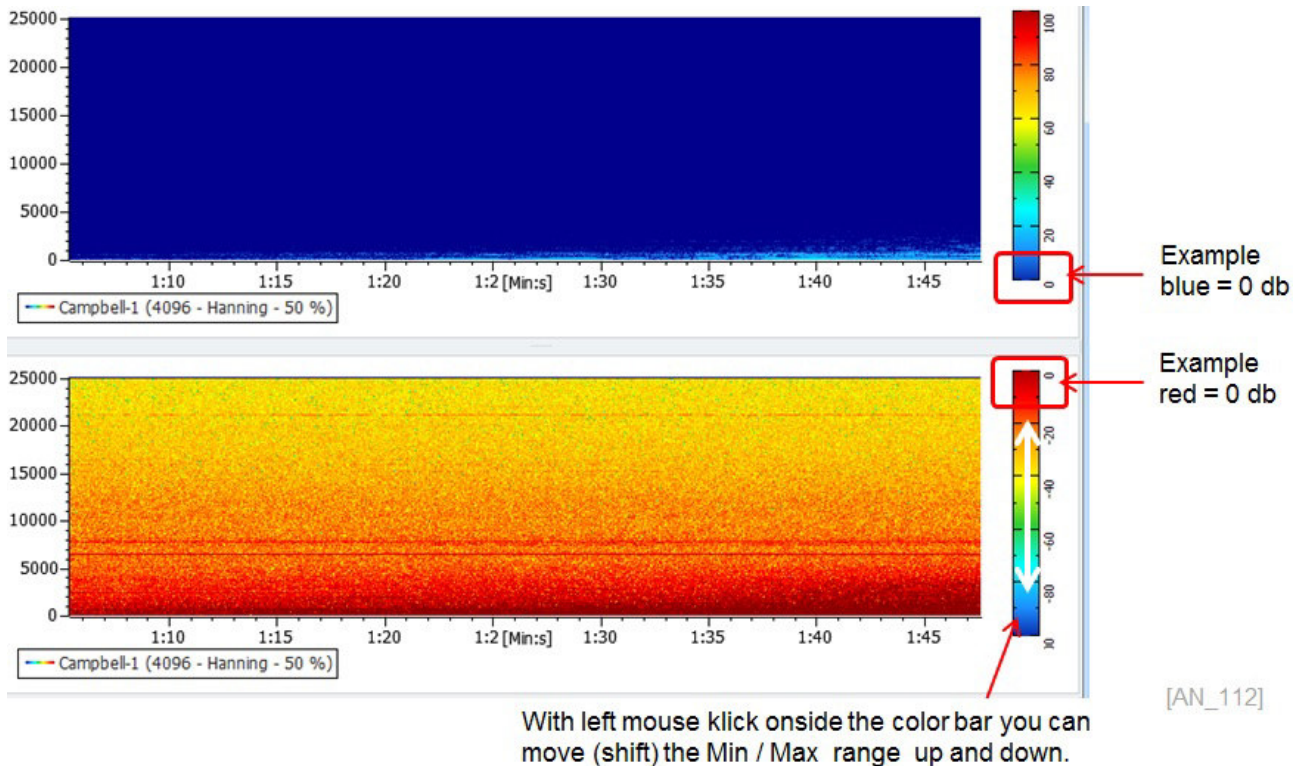 25000
20000
15000
10000
5000
0
1:10 1:15 1:20 1:2 [Min:s] 1:30 1:35 1:40 1:45
Campbell-1 (4096 - Hanning - 50 %)
100
80
60
40
20
0
Example
blue = 0 db
25000
20000
15000
10000
5000
0
1:10 1:15 1:20 1:2 [Min:s] 1:30 1:35 1:40 1:45
Campbell-1 (4096 - Hanning - 50 %)
0
-20
-40
-60
-80
Example
red = 0 db
With left mouse klick onside the color bar you can
move (shift) the Min / Max range up and down.
[AN_112]